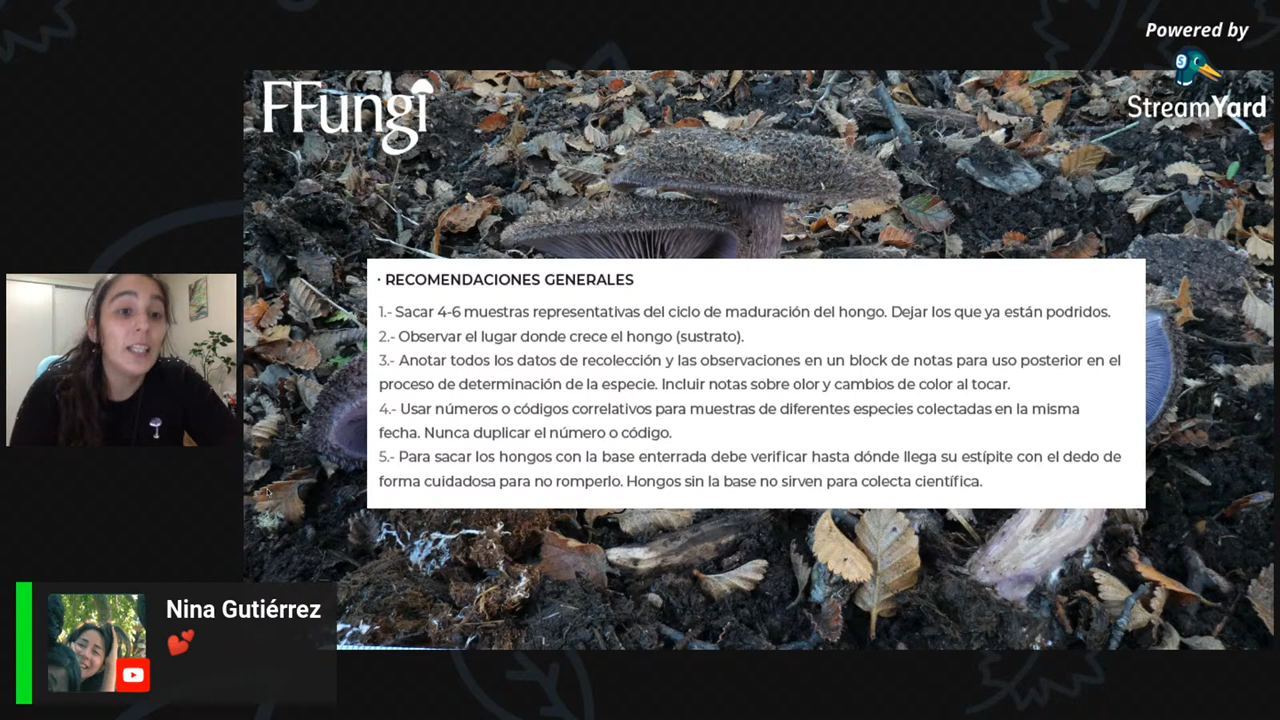 Powered by
StreamYard
FFungi
· RECOMENDACIONES GENERALES
1.- Sacar 4-6 muestras representativas del ciclo de maduración del hongo. Dejar los que ya están podridos.
2.- Observar el lugar donde crece el hongo (sustrato).
3.- Anotar todos los datos de recolección y las observaciones en un block de notas para uso posterior en el
proceso de determinación de la especie. Incluir notas sobre olor y cambios de color al tocar.
4.- Usar números o códigos correlativos para muestras de diferentes especies colectadas en la misma
fecha. Nunca duplicar el número o código.
5.- Para sacar los hongos con la base enterrada debe verificar hasta dónde llega su estípite con el dedo de
forma cuidadosa para no romperlo. Hongos sin la base no sirven para colecta científica.
Nina Gutiérrez
💕